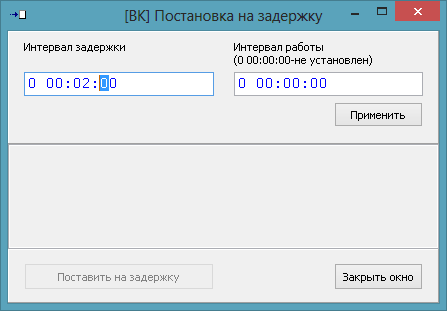 [ВК] Постановка на задержку
Интервал задержки
Интервал работы
(0 00:00:00-не установлен)
0 00:02:00
0 00:00:00
Применить
Поставить на задержку
Закрыть окно